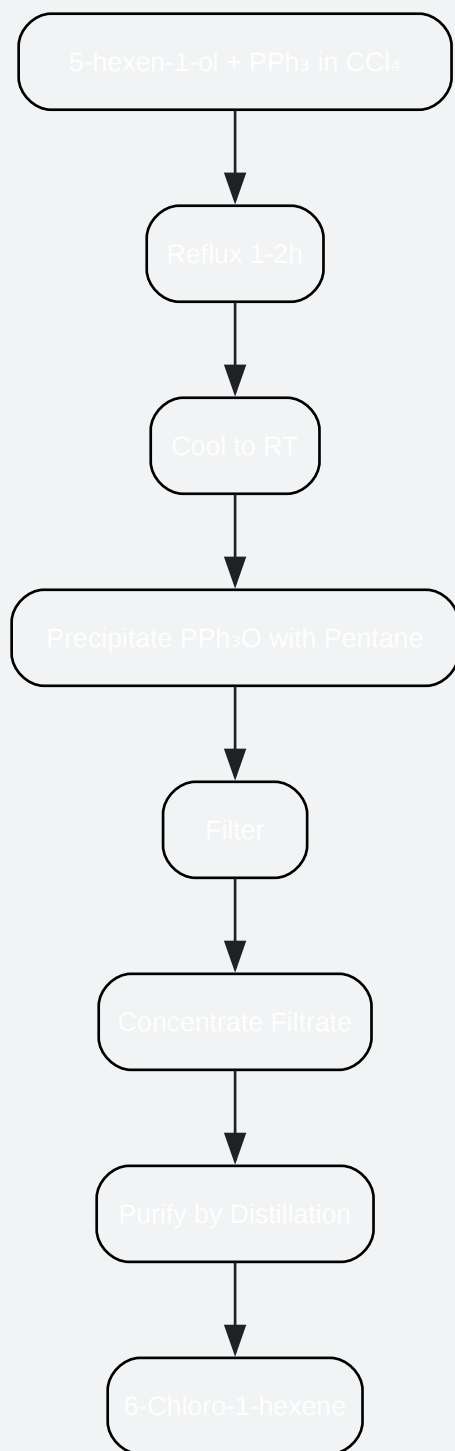 5-hexen-1-ol + PPh₃ in CCl₄
Reflux 1-2h
Cool to RT
Precipitate PPh₃O with Pentane
Filter
Concentrate Filtrate
Purify by Distillation
6-Chloro-1-hexene